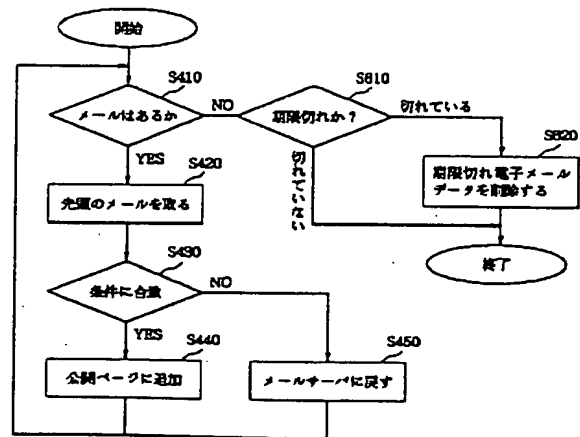 開始
S410
メールはあるか
NO
S610
期限切れか?
切れている
YES
切れていない
S420
先頭のメールを取る
S620
期限切れ電子メール
データを削除する
終了
S430
条件に合致
NO
YES
S440
公開ページに追加
S450
メールサーバに戻す